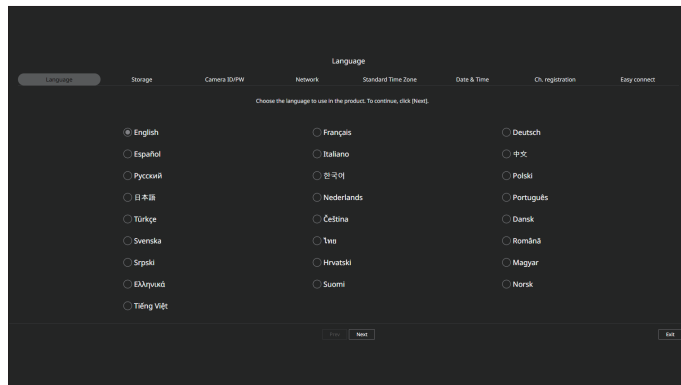 Language
Language Storage Camera ID/PW Network Standard Time Zone Date & Time Ch. registration Easy connect
Choose the language to use in the product. To continue, click [Next].
English Français Deutsch
Español Italiano 中文
Русский 한국어 Polski
日本語 Nederlands Português
Türkçe Čeština Dansk
Svenska ไทย Română
Srpski Hrvatski Magyar
Ελληνικά Suomi Norsk
Tiếng Việt
Prev Next Exit